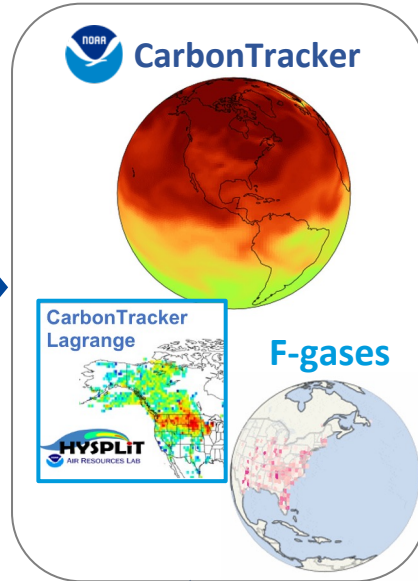 NOAA
CarbonTracker
CarbonTracker
Lagrange
F-gases
HYSPLIT
AIR RESOURCES LAB